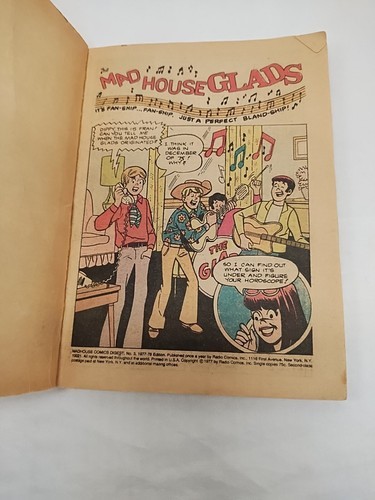 The
MAD HOUSE GLADS
IT'S FAN-SHIP... FAN-SHIP, JUST A PERFECT BLAND-SHIP!
DIPPY, THIS IS FRAN!
CAN YOU TELL ME
WHEN THE MAD HOUSE
GLADS ORIGINATED?
I THINK IT
WAS IN
DECEMBER
OF '75!
WHY?
THE
GLA
SO I CAN FIND OUT
WHAT SIGN IT'S
UNDER AND FIGURE
YOUR HOROSCOPE!
MADHOUSE COMICS DIGEST, No. 3, 1977-78 Edition. Published once a year by Radio Comics, Inc., 1116 First Avenue, New York, N.Y.
10021. All rights reserved throughout the world. Printed in U.S.A. Copyright © 1977 by Radio Comics, Inc. Single copies 75c. Second-class
postage paid at New York, N.Y. and at additional mailing offices.